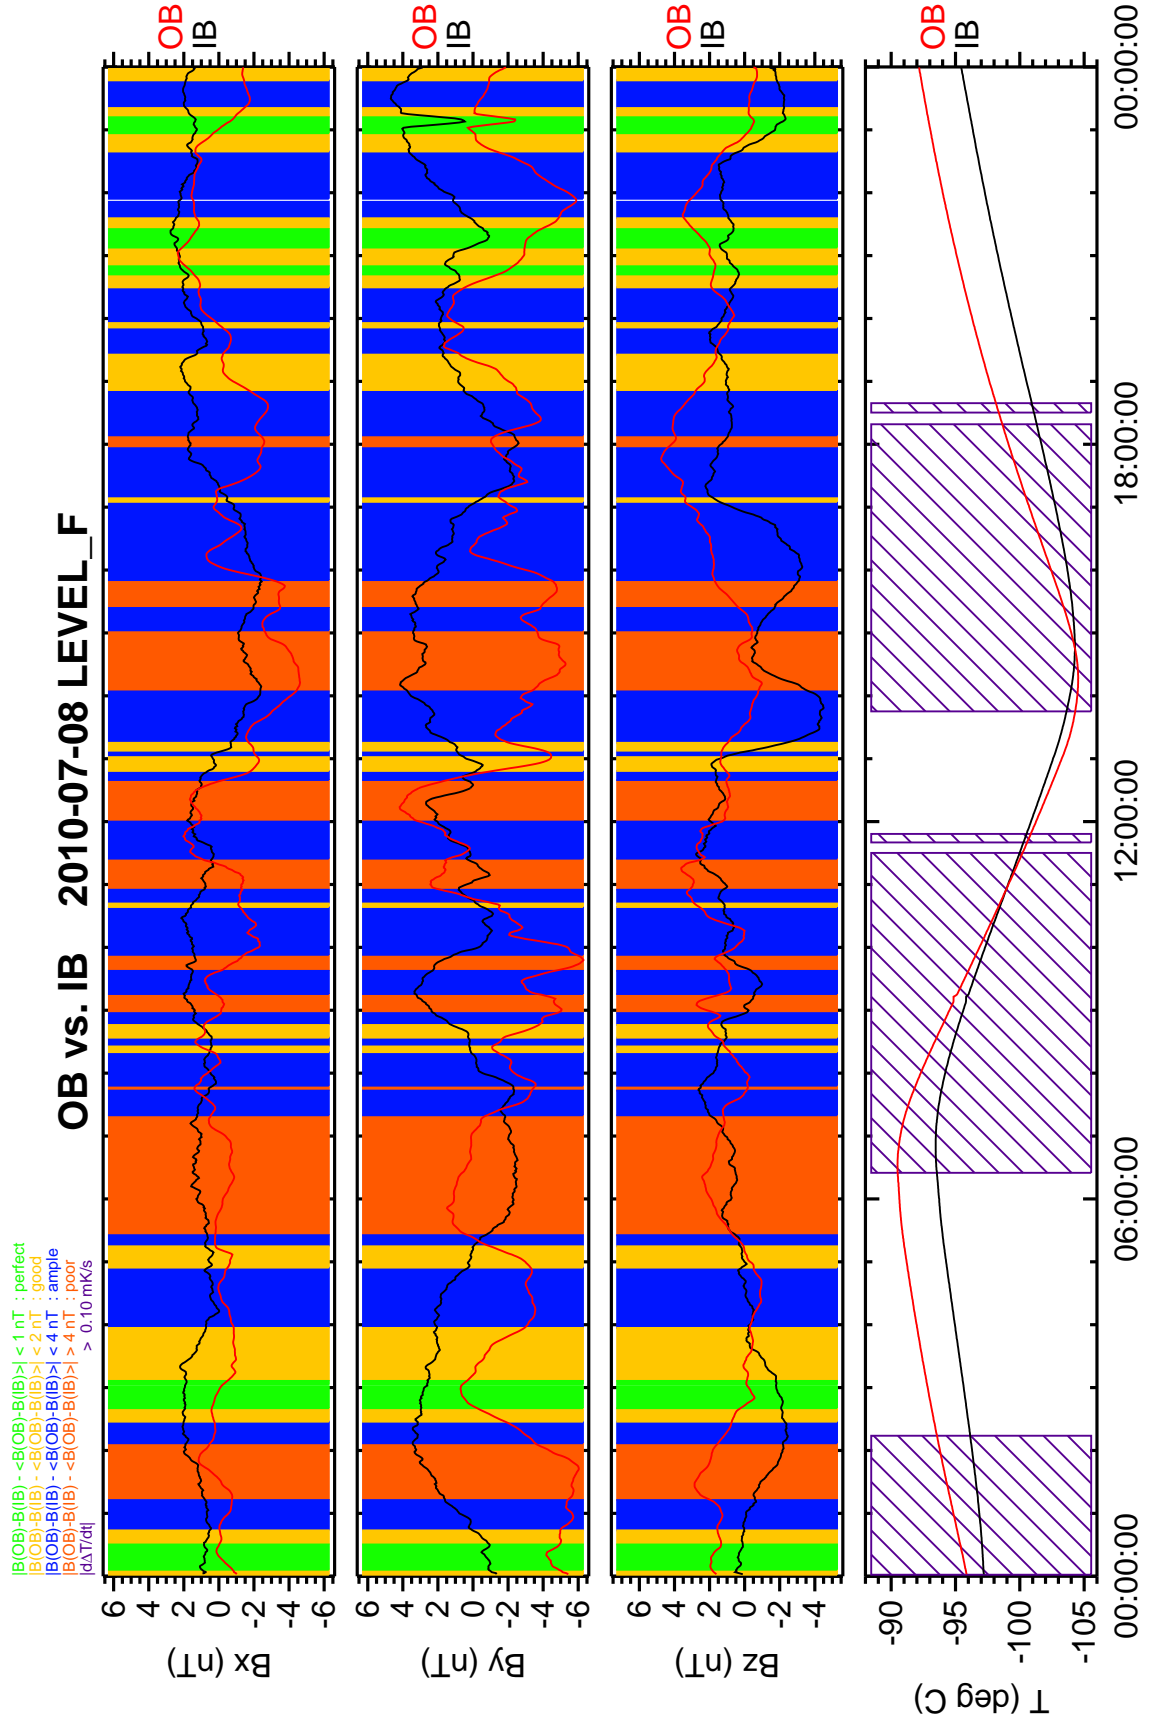 OB vs. IB 2010-07-08 LEVEL_F
|B(OB)-B(IB) - <B(OB)-B(IB)>| < 1 nT : perfect
|B(OB)-B(IB) - <B(OB)-B(IB)>| < 2 nT : good
|B(OB)-B(IB) - <B(OB)-B(IB)>| < 4 nT : ample
|B(OB)-B(IB) - <B(OB)-B(IB)>| > 4 nT : poor
|dΔT/dt| > 0.10 mK/s
Bx (nT)
6
4
2
0
-2
-4
-6
OB
IB
By (nT)
6
4
2
0
-2
-4
-6
OB
IB
Bz (nT)
4
2
0
-2
-4
OB
IB
T (deg C)
-90
-95
-100
-105
OB
IB
00:00:00 06:00:00 12:00:00 18:00:00 00:00:00